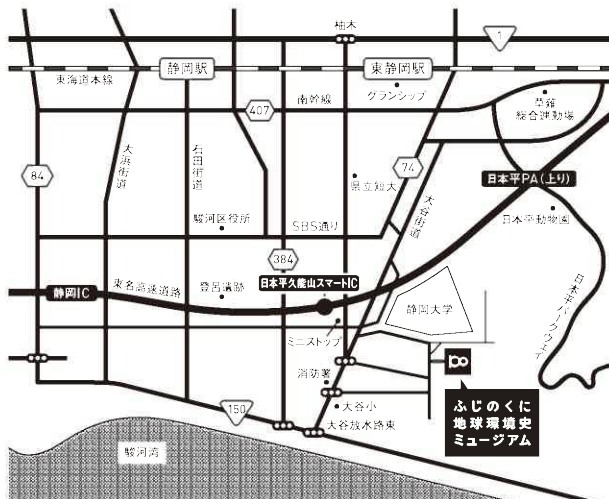 柚木
1
静岡駅
東静岡駅
東海道本線
南幹線
グランシップ
草薙
総合運動場
407
大浜街道
石田街道
84
74
県立短大
大谷街道
日本平PA(上り)
駿河区役所
SBS通り
日本平動物園
384
日本平久能山スマートIC
静岡IC
東名高速道路
登呂遺跡
静岡大学
日本平パークウェイ
ミニストップ
消防署
150
大谷小
大谷放水路東
ふじのくに
地球環境史
ミュージアム
駿河湾